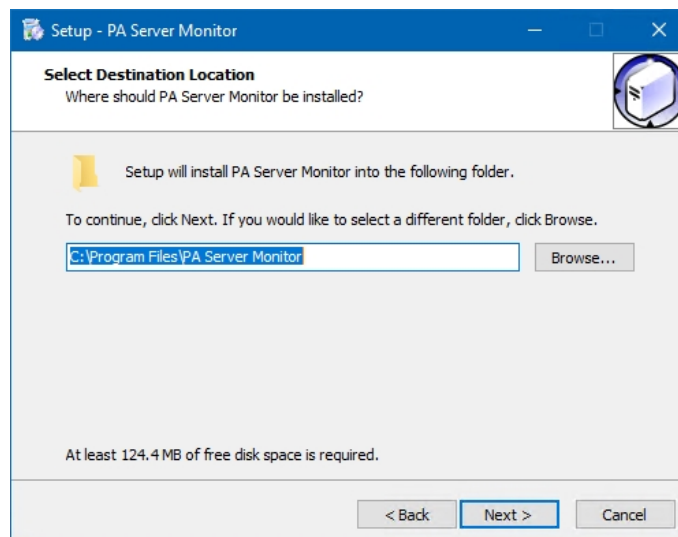 Setup - PA Server Monitor
Select Destination Location
Where should PA Server Monitor be installed?
Setup will install PA Server Monitor into the following folder.
To continue, click Next. If you would like to select a different folder, click Browse.
C:\Program Files\PA Server Monitor
Browse...
At least 124.4 MB of free disk space is required.
< Back
Next >
Cancel